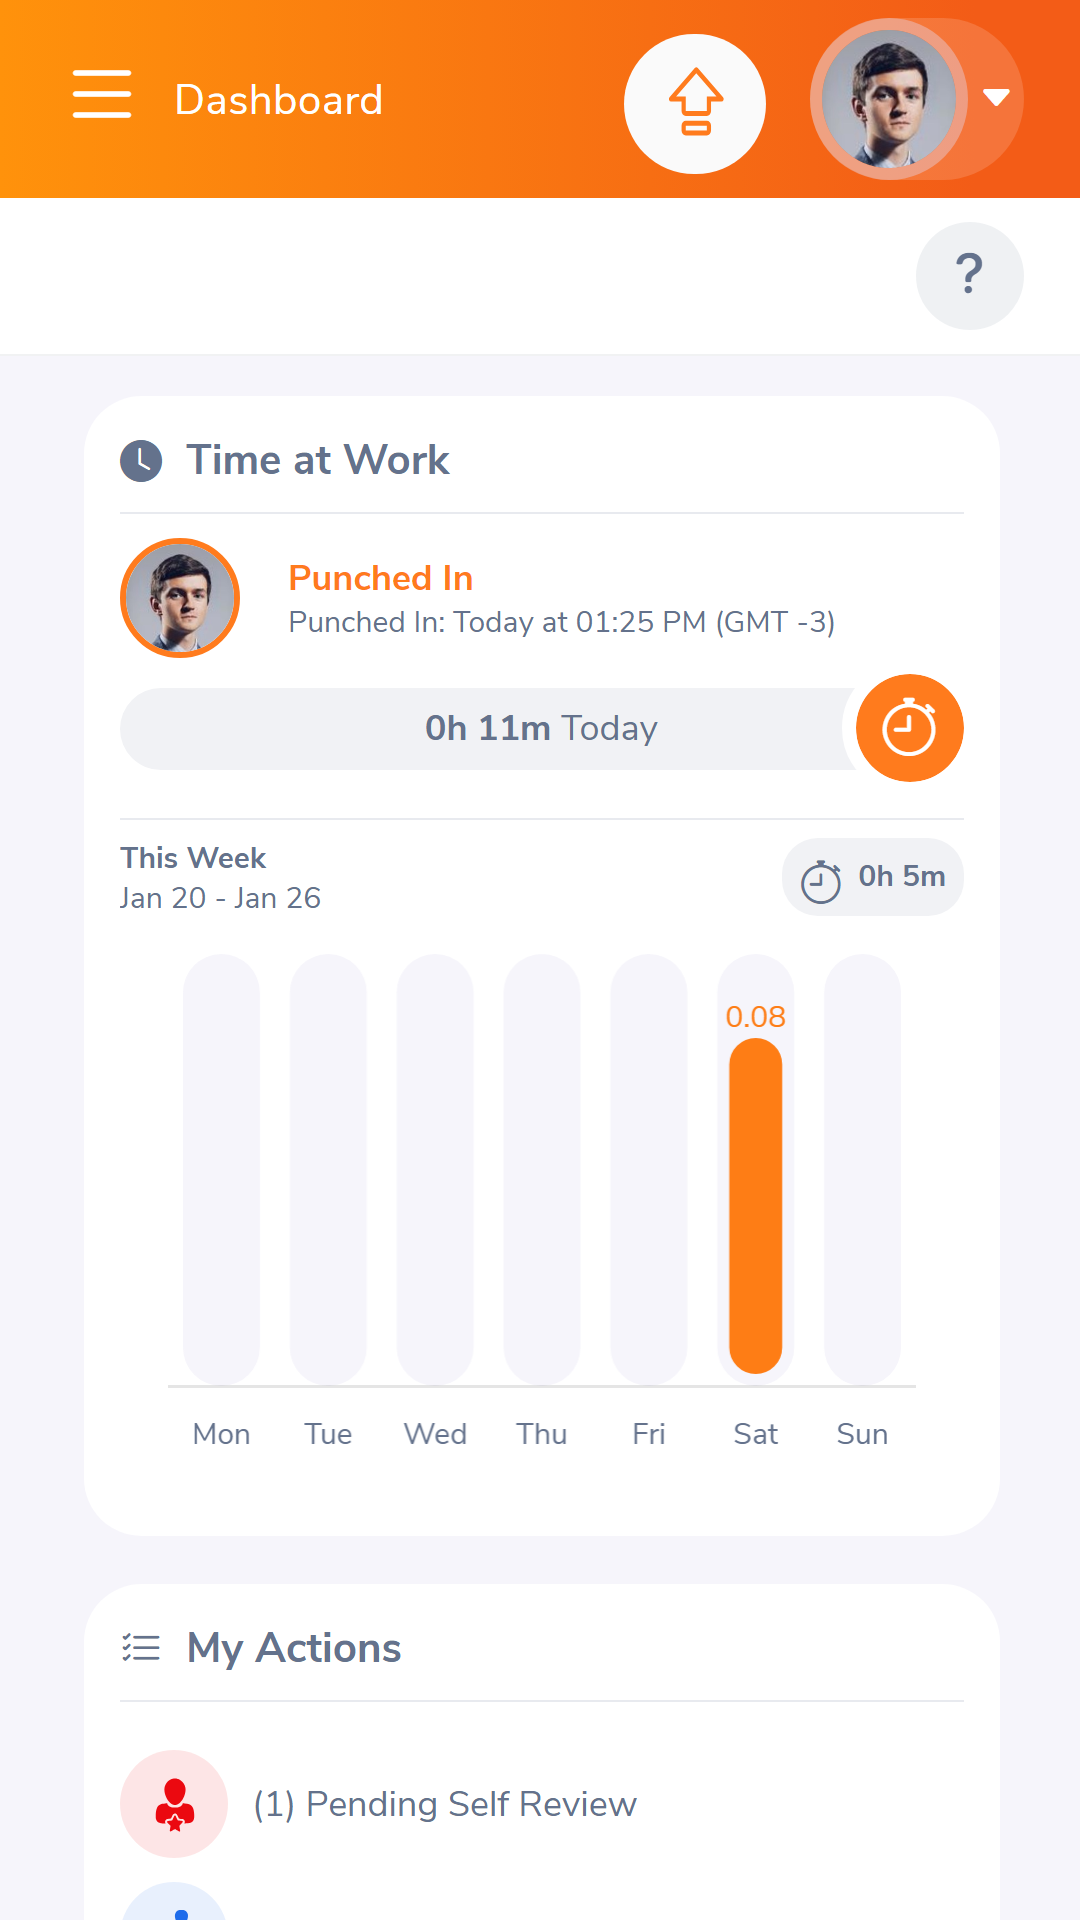 Dashboard
?
Time at Work
Punched In
Punched In: Today at 01:25 PM (GMT -3)
0h 11m Today
This Week
Jan 20 - Jan 26
0h 5m
0.08
Mon Tue Wed Thu Fri Sat Sun
My Actions
(1) Pending Self Review